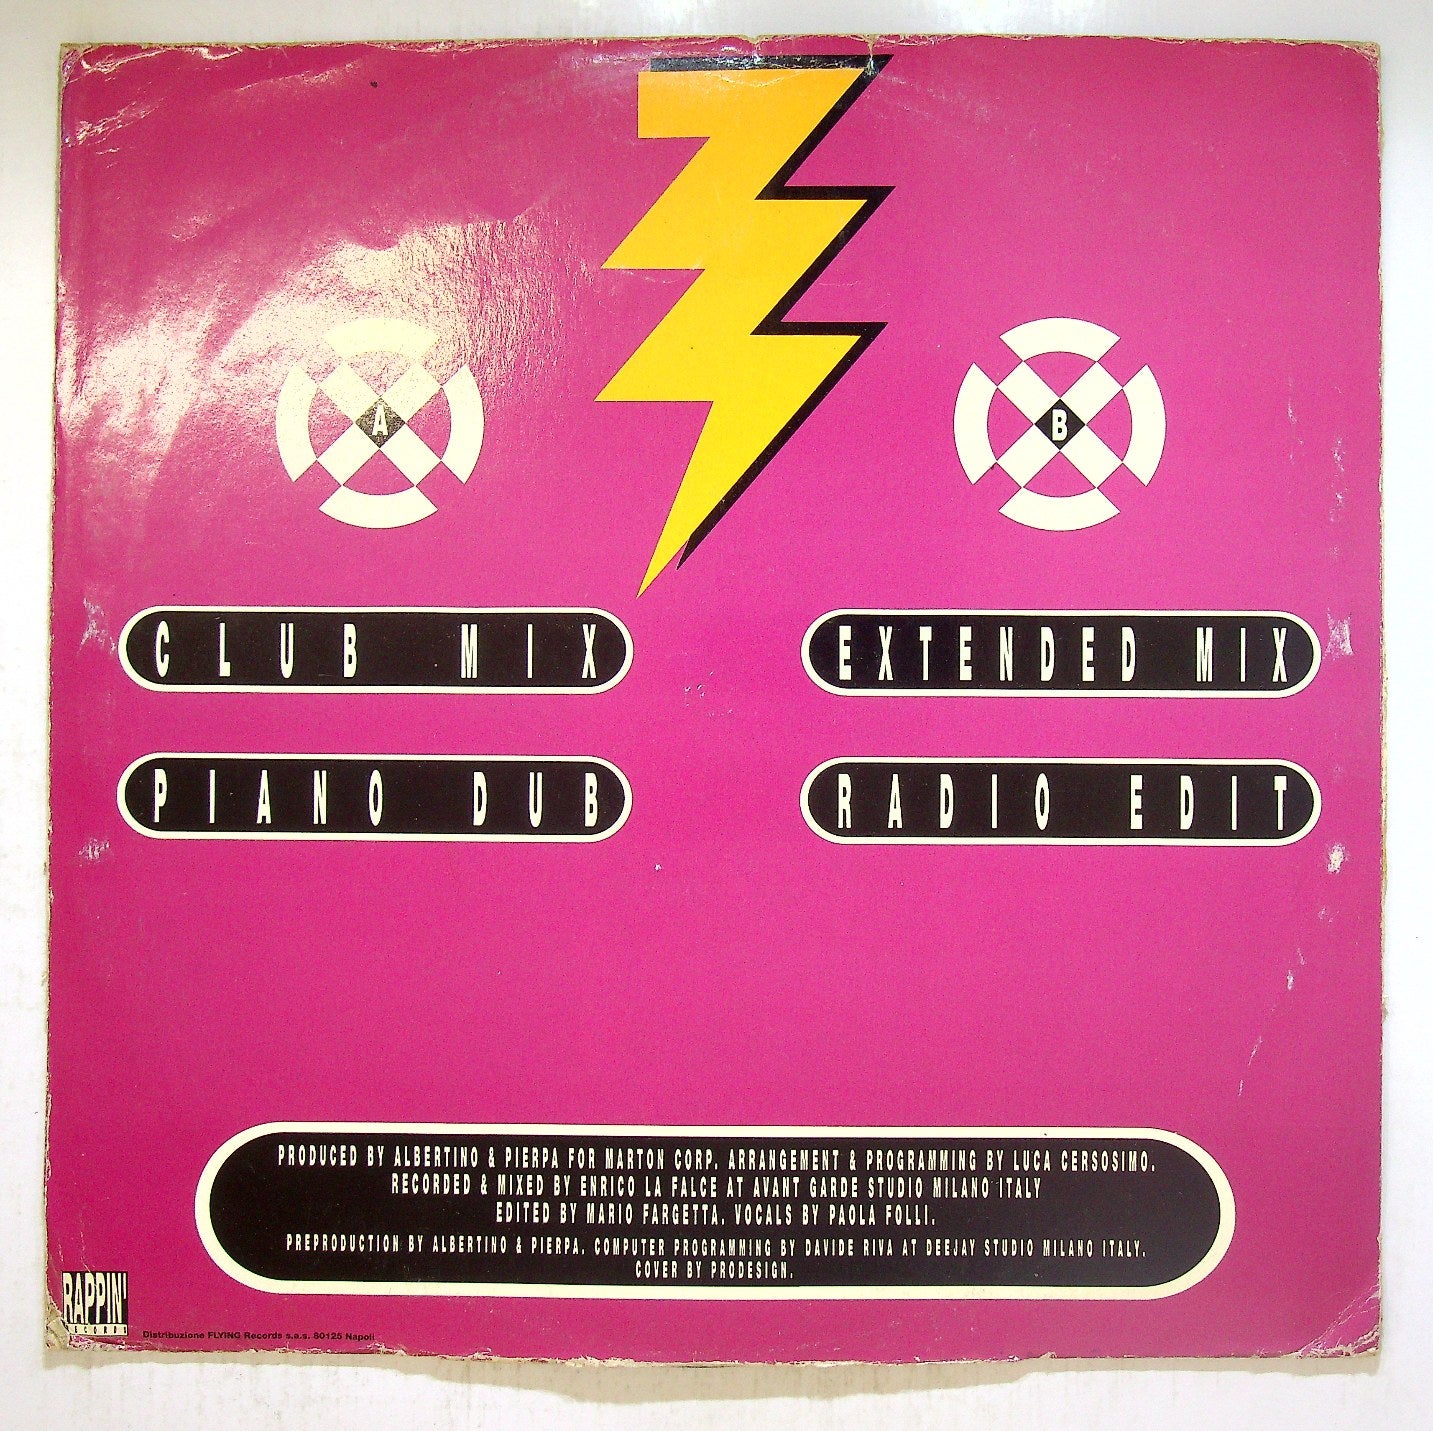 A
B
CLUB MIX
PIANO DUB
EXTENDED MIX
RADIO EDIT
PRODUCED BY ALBERTINO & PIERPA FOR MARTON CORP. ARRANGEMENT & PROGRAMMING BY LUCA CERSOSIMO.
RECORDED & MIXED BY ENRICO LA FALCE AT AVANT GARDE STUDIO MILANO ITALY
EDITED BY MARIO FARGETTA. VOCALS BY PAOLA FOLLI.
PREPRODUCTION BY ALBERTINO & PIERPA. COMPUTER PROGRAMMING BY DAVIDE RIVA AT DEEJAY STUDIO MILANO ITALY.
COVER BY PRODESIGN.
RAPPIN'
RECORDS
Distribuzione FLYING Records s.a.s. 80125 Napoli